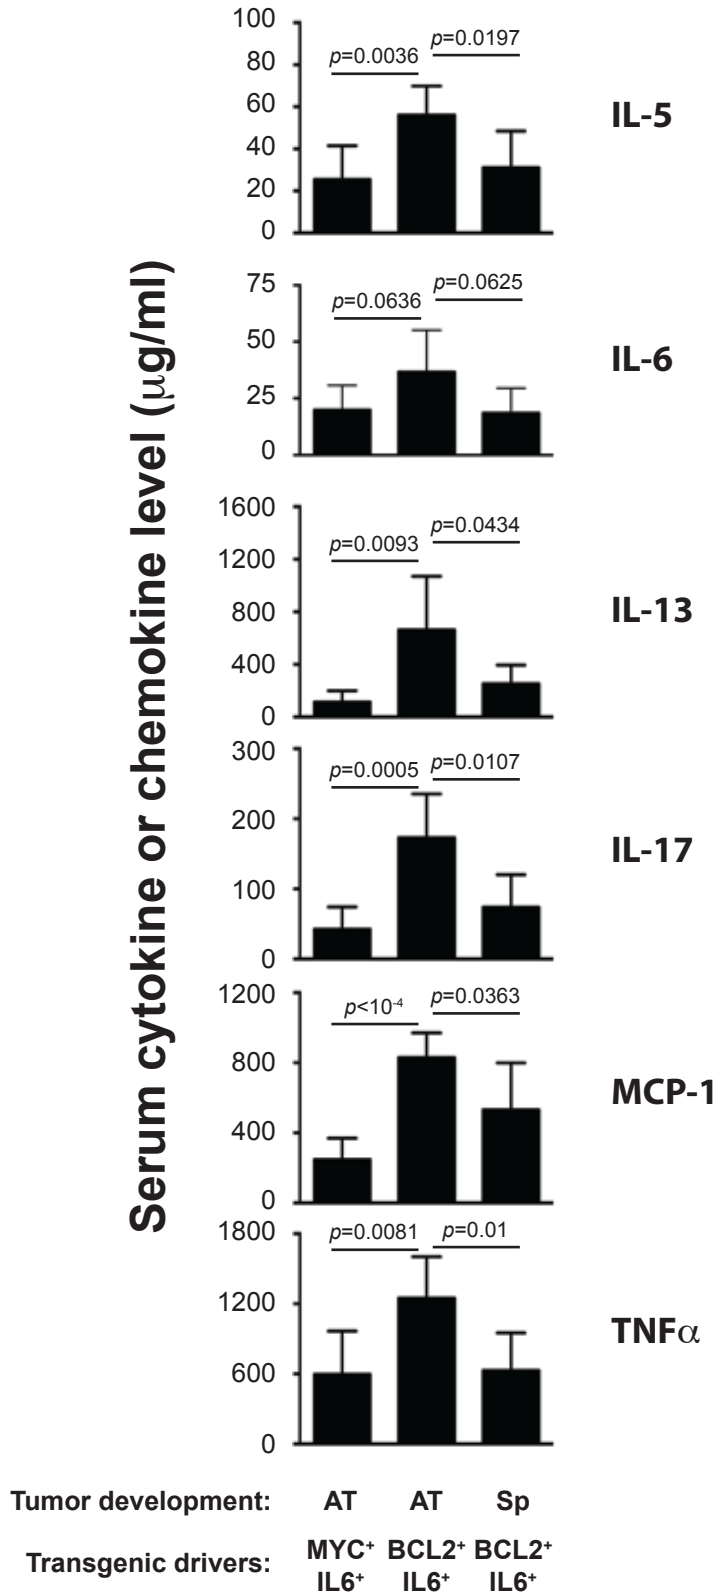 Serum cytokine or chemokine level (μg/ml)
100
80
60
40
20
0
p=0.0036
p=0.0197
IL-5
75
50
25
0
p=0.0636
p=0.0625
IL-6
1600
1200
800
400
0
p=0.0093
p=0.0434
IL-13
300
200
100
0
p=0.0005
p=0.0107
IL-17
1200
800
400
0
p<10⁻⁴
p=0.0363
MCP-1
1800
1200
600
0
p=0.0081
p=0.01
TNFα
Tumor development: AT AT Sp
Transgenic drivers: MYC⁺ BCL2⁺ BCL2⁺
IL6⁺ IL6⁺ IL6⁺